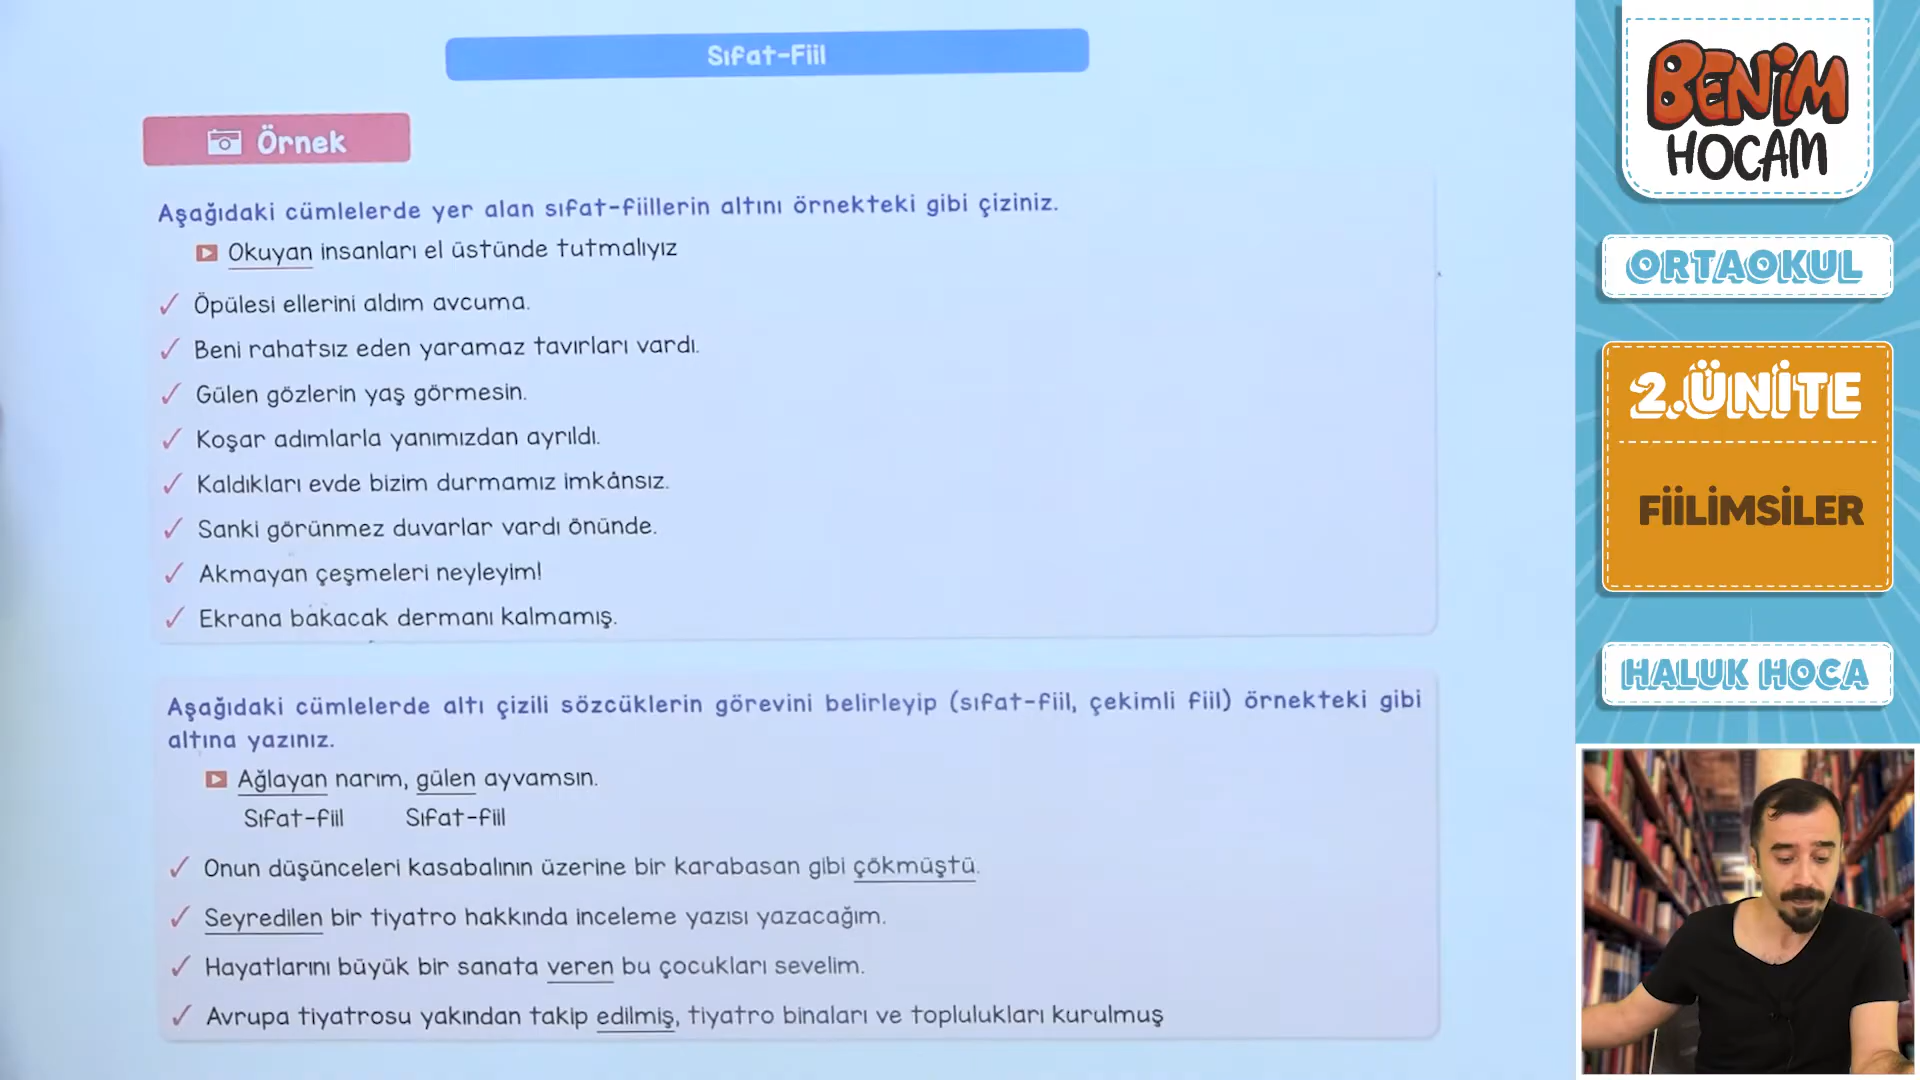 Sıfat-Fiil
Örnek
Aşağıdaki cümlelerde yer alan sıfat-fiillerin altını örnekteki gibi çiziniz.
Okuyan insanları el üstünde tutmalıyız
Öpülesi ellerini aldım avcuma.
Beni rahatsız eden yaramaz tavırları vardı.
Gülen gözlerin yaş görmesin.
Koşar adımlarla yanımızdan ayrıldı.
Kaldıkları evde bizim durmamız imkânsız.
Sanki görünmez duvarlar vardı önünde.
Akmayan çeşmeleri neyleyim!
Ekrana bakacak dermanı kalmamış.
Aşağıdaki cümlelerde altı çizili sözcüklerin görevini belirleyip (sıfat-fiil, çekimli fiil) örnekteki gibi
altına yazınız.
Ağlayan narım, gülen ayvamsın.
Sıfat-fiil Sıfat-fiil
Onun düşünceleri kasabalının üzerine bir karabasan gibi çökmüştü.
Seyredilen bir tiyatro hakkında inceleme yazısı yazacağım.
Hayatlarını büyük bir sanata veren bu çocukları sevelim.
Avrupa tiyatrosu yakından takip edilmiş, tiyatro binaları ve toplulukları kurulmuş
BENİM
HOCAM
ORTAOKUL
2.ÜNİTE
FİİLİMSİLER
HALUK HOCA